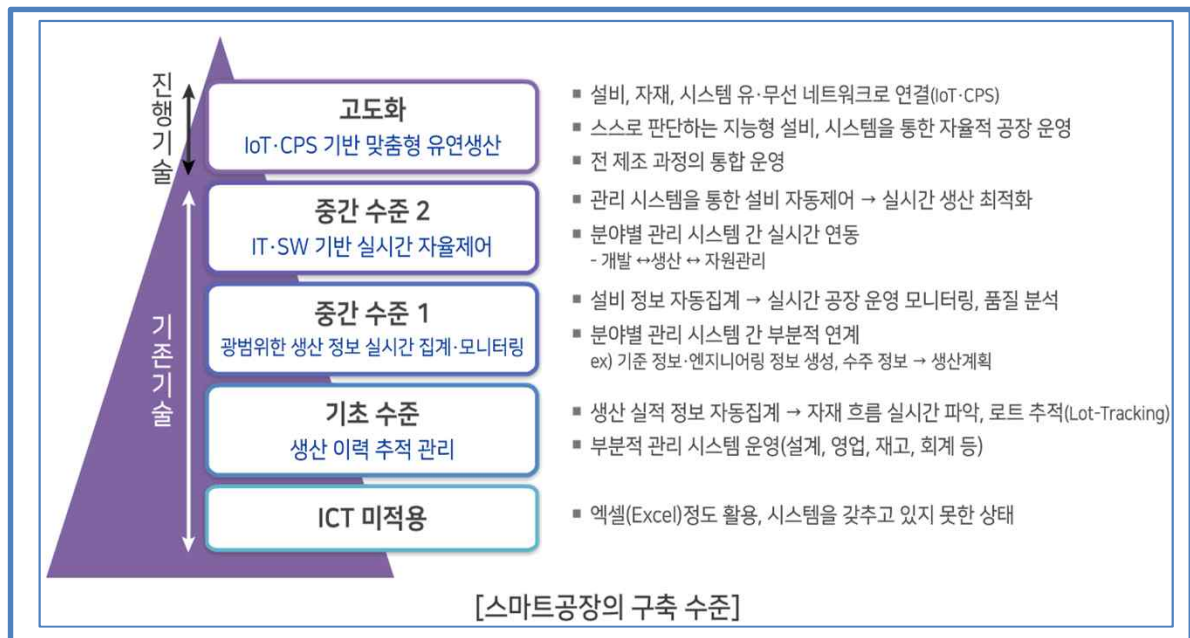 진행기술
고도화
IoT·CPS 기반 맞춤형 유연생산
■ 설비, 자재, 시스템 유·무선 네트워크로 연결(IoT·CPS)
■ 스스로 판단하는 지능형 설비, 시스템을 통한 자율적 공장 운영
■ 전 제조 과정의 통합 운영
기존기술
중간 수준 2
IT·SW 기반 실시간 자율제어
■ 관리 시스템을 통한 설비 자동제어 → 실시간 생산 최적화
■ 분야별 관리 시스템 간 실시간 연동
- 개발 ↔생산 ↔ 자원관리
중간 수준 1
광범위한 생산 정보 실시간 집계·모니터링
■ 설비 정보 자동집계 → 실시간 공장 운영 모니터링, 품질 분석
■ 분야별 관리 시스템 간 부분적 연계
ex) 기준 정보·엔지니어링 정보 생성, 수주 정보 → 생산계획
기초 수준
생산 이력 추적 관리
■ 생산 실적 정보 자동집계 → 자재 흐름 실시간 파악, 로트 추적(Lot-Tracking)
■ 부분적 관리 시스템 운영(설계, 영업, 재고, 회계 등)
ICT 미적용
■ 엑셀(Excel)정도 활용, 시스템을 갖추고 있지 못한 상태
[스마트공장의 구축 수준]